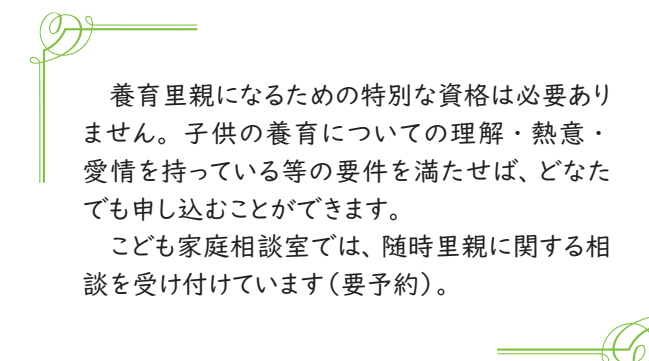 養育里親になるための特別な資格は必要あり
ません。子供の養育についての理解・熱意・
愛情を持っている等の要件を満たせば、どなた
でも申し込むことができます。
　こども家庭相談室では、随時里親に関する相
談を受け付けています（要予約）。